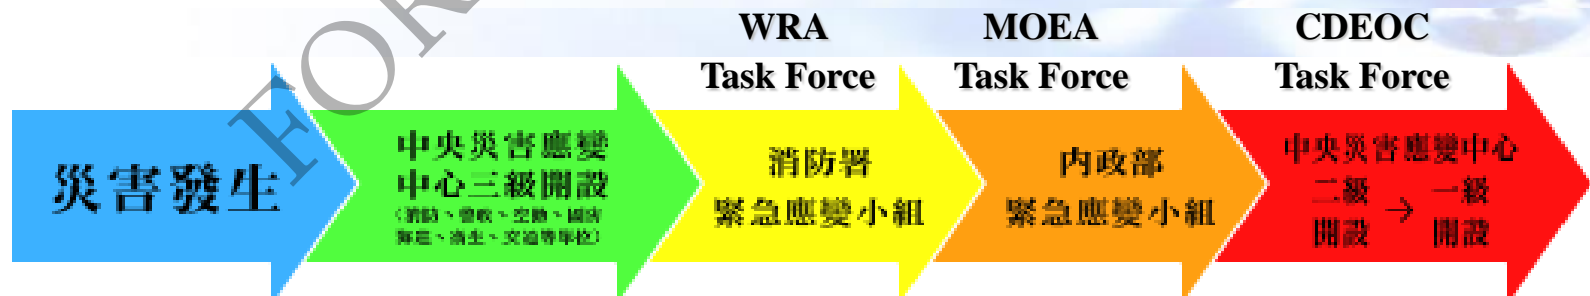 WRA
Task Force
MOEA
Task Force
CDEOC
Task Force
FOR
災害發生
中央災害應變
中心三級開設
消防署
緊急應變小組
內政部
緊急應變小組
中央災害應變中心
二級 → 一級
開設 開設